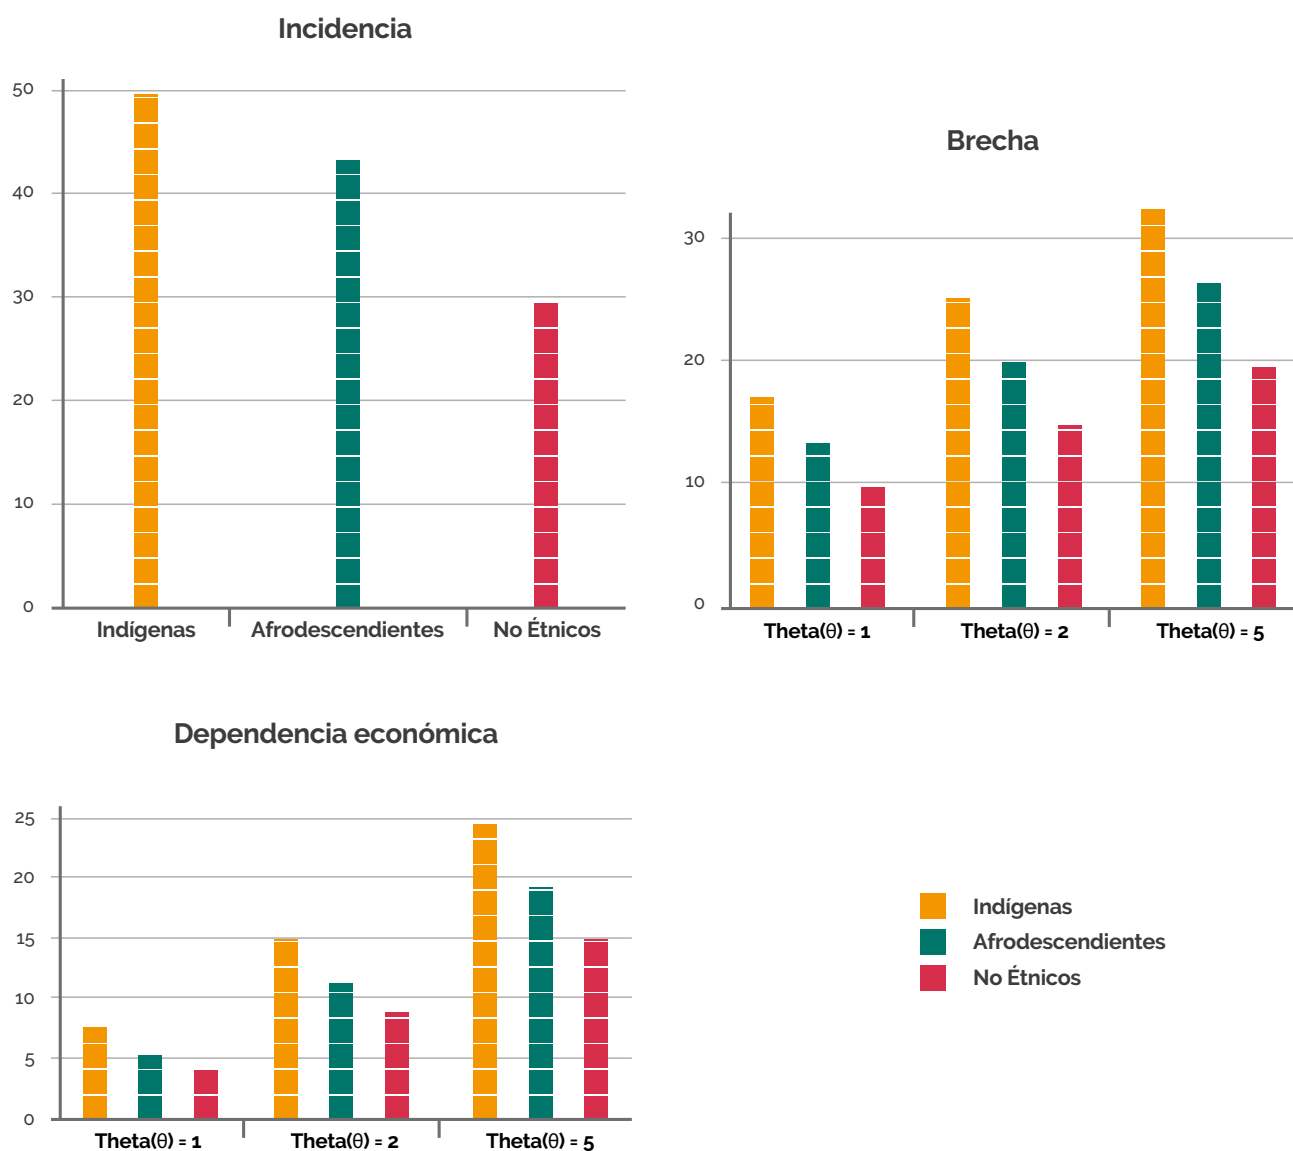 Incidencia
50
40
30
20
10
0
Indígenas Afrodescendientes No Étnicos
Brecha
30
20
10
0
Theta(θ) = 1 Theta(θ) = 2 Theta(θ) = 5
Dependencia económica
25
20
15
10
5
0
Theta(θ) = 1 Theta(θ) = 2 Theta(θ) = 5
Indígenas
Afrodescendientes
No Étnicos